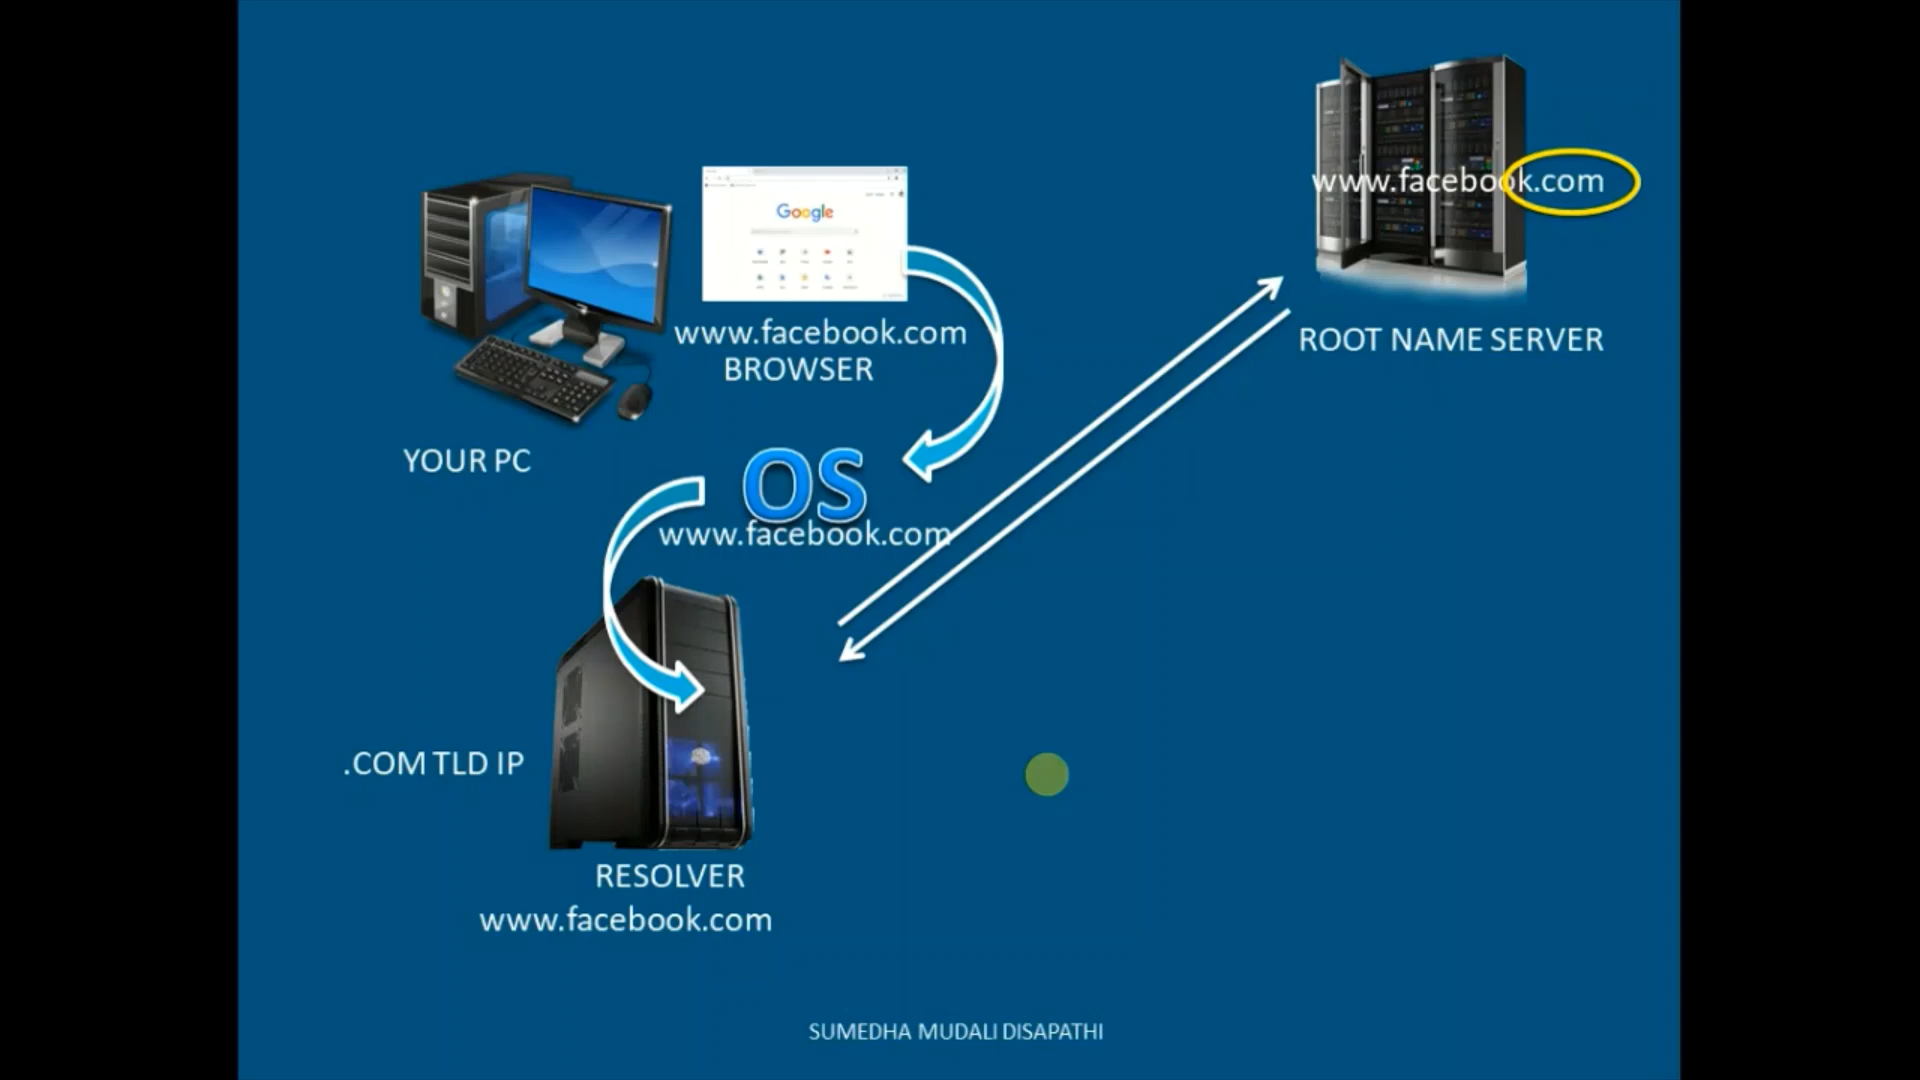 www.facebook.com
Google
www.facebook.com
BROWSER
ROOT NAME SERVER
YOUR PC
OS
www.facebook.com
.COM TLD IP
RESOLVER
www.facebook.com
SUMEDHA MUDALI DISAPATHI